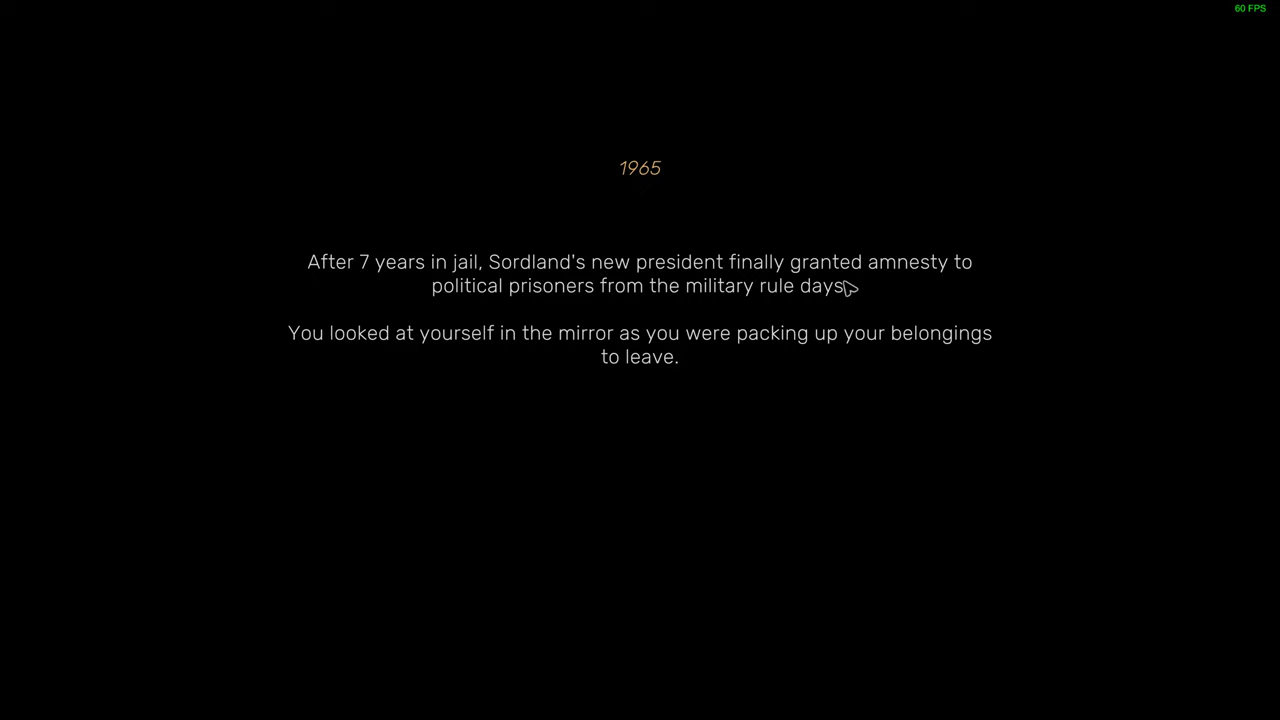 60 FPS
1965
After 7 years in jail, Sordland's new president finally granted amnesty to
political prisoners from the military rule days
You looked at yourself in the mirror as you were packing up your belongings
to leave.